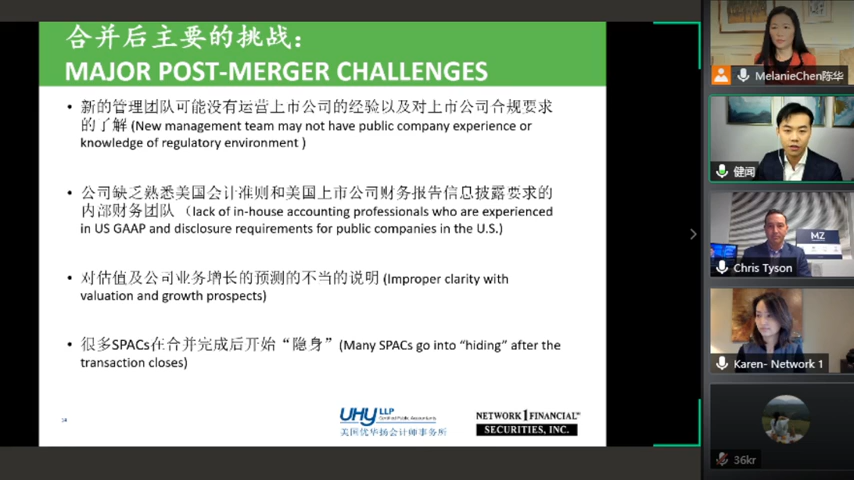 合并后主要的挑战：
MAJOR POST-MERGER CHALLENGES
• 新的管理团队可能没有运营上市公司的经验以及对上市公司合规要求
的了解 (New management team may not have public company experience or
knowledge of regulatory environment )
• 公司缺乏熟悉美国会计准则和美国上市公司财务报告信息披露要求的
内部财务团队 （lack of in-house accounting professionals who are experienced
in US GAAP and disclosure requirements for public companies in the U.S.)
• 对估值及公司业务增长的预测的不当的说明 (Improper clarity with
valuation and growth prospects)
• 很多SPACs在合并完成后开始“隐身”(Many SPACs go into “hiding” after the
transaction closes)
UHY LLP
Certified Public Accountants
美国优华扬会计师事务所
NETWORK 1 FINANCIAL
SECURITIES, INC.
MelanieChen陈华
健闻
MZ
Chris Tyson
Karen- Network 1
36kr